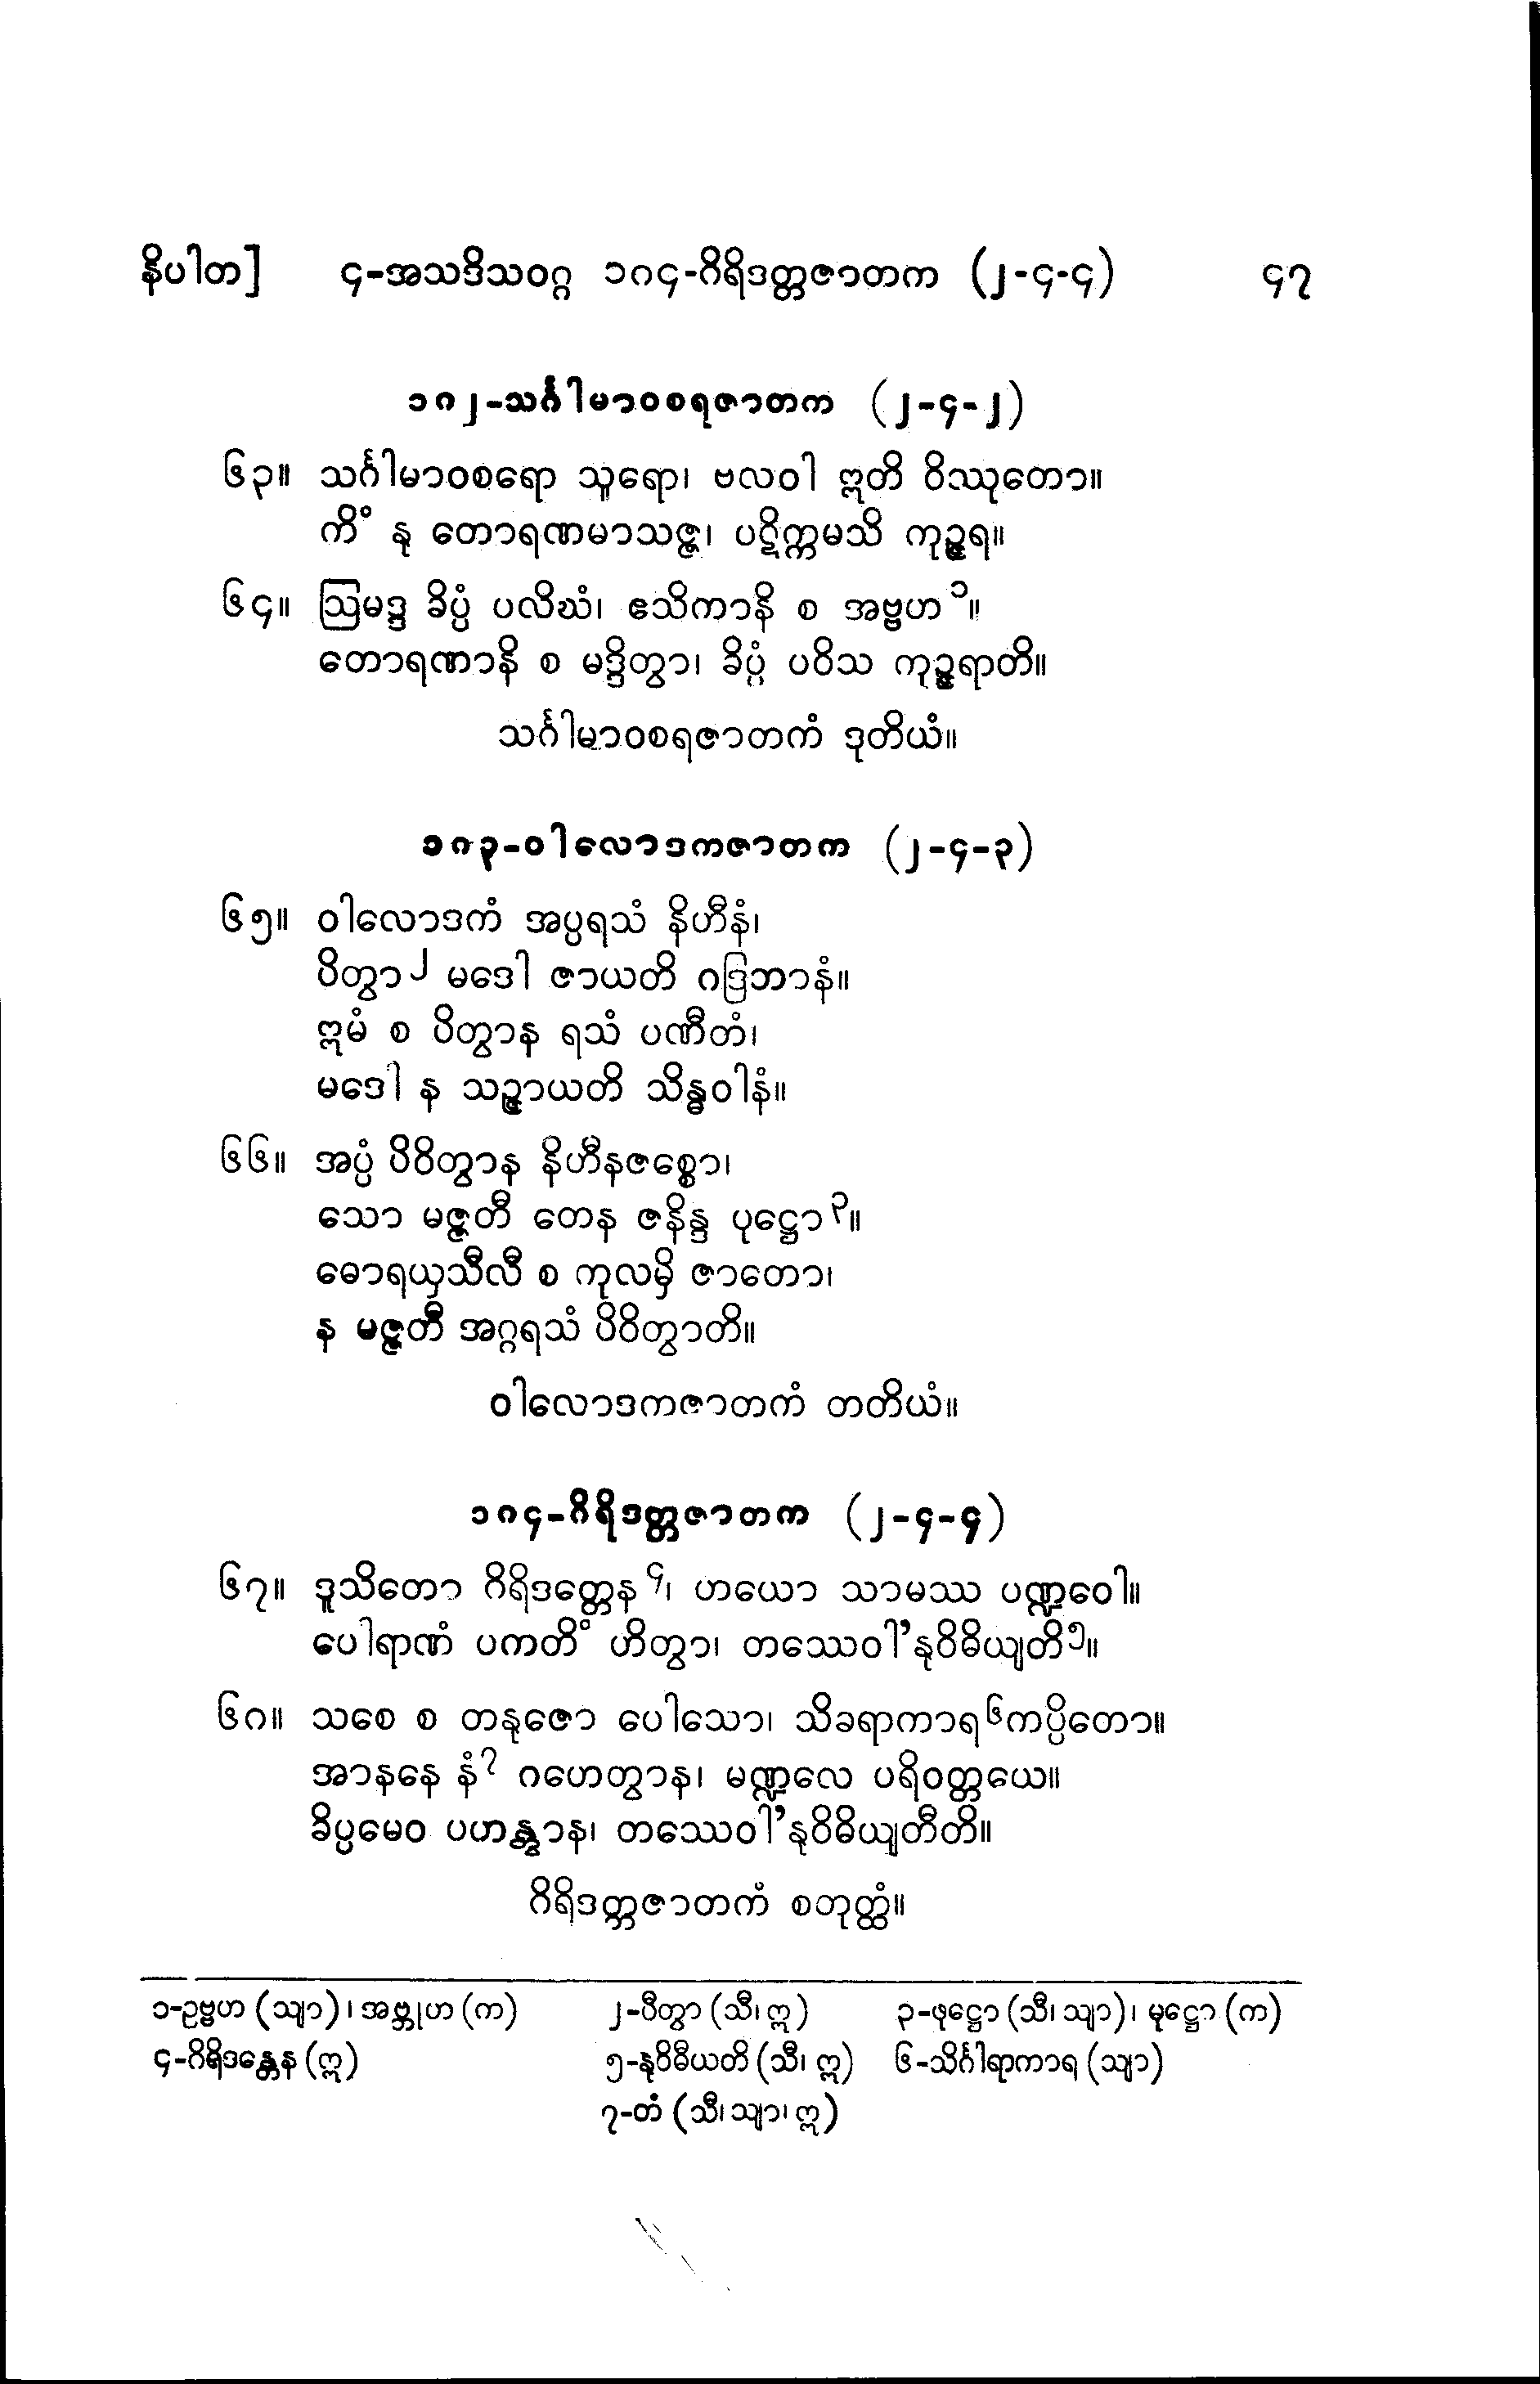 နိပါတ] ၄-အသဒိသဝဂ္ဂ ၁၈၄-ဂိရိဒတ္တဇာတက (၂-၄-၄) ၄၇
၁၈၂-သင်္ဂါမာဝစရဇာတက (၂-၄-၂)
၆၃။ သင်္ဂါမာဝစရော သူရော၊ ဗလဝါ ဣတိ ဝိဿုတော။
ကိံ နု တောရဏမာသဇ္ဇ၊ ပဋိက္ကမသိ ကုဉ္ဇရ။
၆၄။ ဩမဒ္ဒ ခိပ္ပံ ပလိဃံ၊ ဧသိကာနိ စ အဗ္ဗဟ ၁။
တောရဏာနိ စ မဒ္ဒိတွာ၊ ခိပ္ပံ ပဝိသ ကုဉ္ဇရာတိ။
သင်္ဂါမာဝစရဇာတကံ ဒုတိယံ။
၁၈၃-ဝါလောဒကဇာတက (၂-၄-၃)
၆၅။ ဝါလောဒကံ အပ္ပရသံ နိဟီနံ၊
ပိတွာ ၂ မဒေါ ဇာယတိ ဂဒြဘာနံ။
ဣမံ စ ပိတွာန ရသံ ပဏီတံ၊
မဒေါ န သဉ္ဇာယတိ သိန္ဓဝါနံ။
၆၆။ အပ္ပံ ပိဝိတွာန နိဟီနဇစ္စော၊
သော မဇ္ဇတီ တေန ဇနိန္ဒ ပုဋ္ဌော ၃။
ဓောရယှသီလီ စ ကုလမှိ ဇာတော၊
န မဇ္ဇတီ အဂ္ဂရသံ ပိဝိတွာတိ။
ဝါလောဒကဇာတကံ တတိယံ။
၁၈၄-ဂိရိဒတ္တဇာတက (၂-၄-၄)
၆၇။ ဒူသိတော ဂိရိဒတ္တေန ၄၊ ဟယော သာမဿ ပဏ္ဍဝေါ။
ပေါရာဏံ ပကတိံ ဟိတွာ၊ တဿေဝါ'နုဝိဓိယျတိ ၅။
၆၈။ သစေ စ တနုဇော ပေါသော၊ သိခရာကာရ ၆ ကပ္ပိတော။
အာနနေ နံ ၇ ဂဟေတွာန၊ မဏ္ဍလေ ပရိဝတ္တယေ။
ခိပ္ပမေဝ ပဟန္တွာန၊ တဿေဝါ'နုဝိဓိယျတီတိ။
ဂိရိဒတ္တဇာတကံ စတုတ္ထံ။
၁-ဥဗ္ဗဟ (သျာ)၊ အဗ္ဘုဟ (က) ၂-ပီတွာ (သီ၊ ဣ) ၃-ဖုဋ္ဌော (သီ၊ သျာ)၊ မုဋ္ဌော (က)
၄-ဂိရိဒန္တေန (ဣ) ၅-နုဝိဓီယတိ (သီ၊ ဣ) ၆-သိင်္ဂါရာကာရ (သျာ)
၇-တံ (သီ၊ သျာ၊ ဣ)